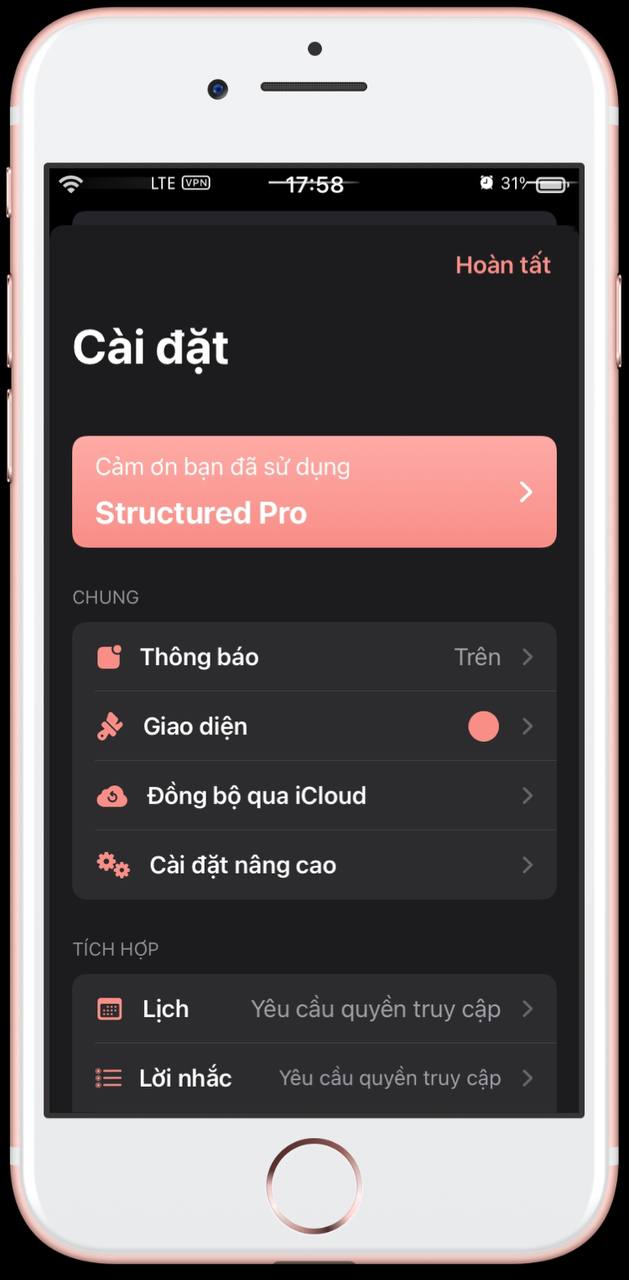 LTE VPN 17:58 31%
Hoàn tất
Cài đặt
Cảm ơn bạn đã sử dụng
Structured Pro
CHUNG
Thông báo Trên
Giao diện
Đồng bộ qua iCloud
Cài đặt nâng cao
TÍCH HỢP
Lịch Yêu cầu quyền truy cập
Lời nhắc Yêu cầu quyền truy cập